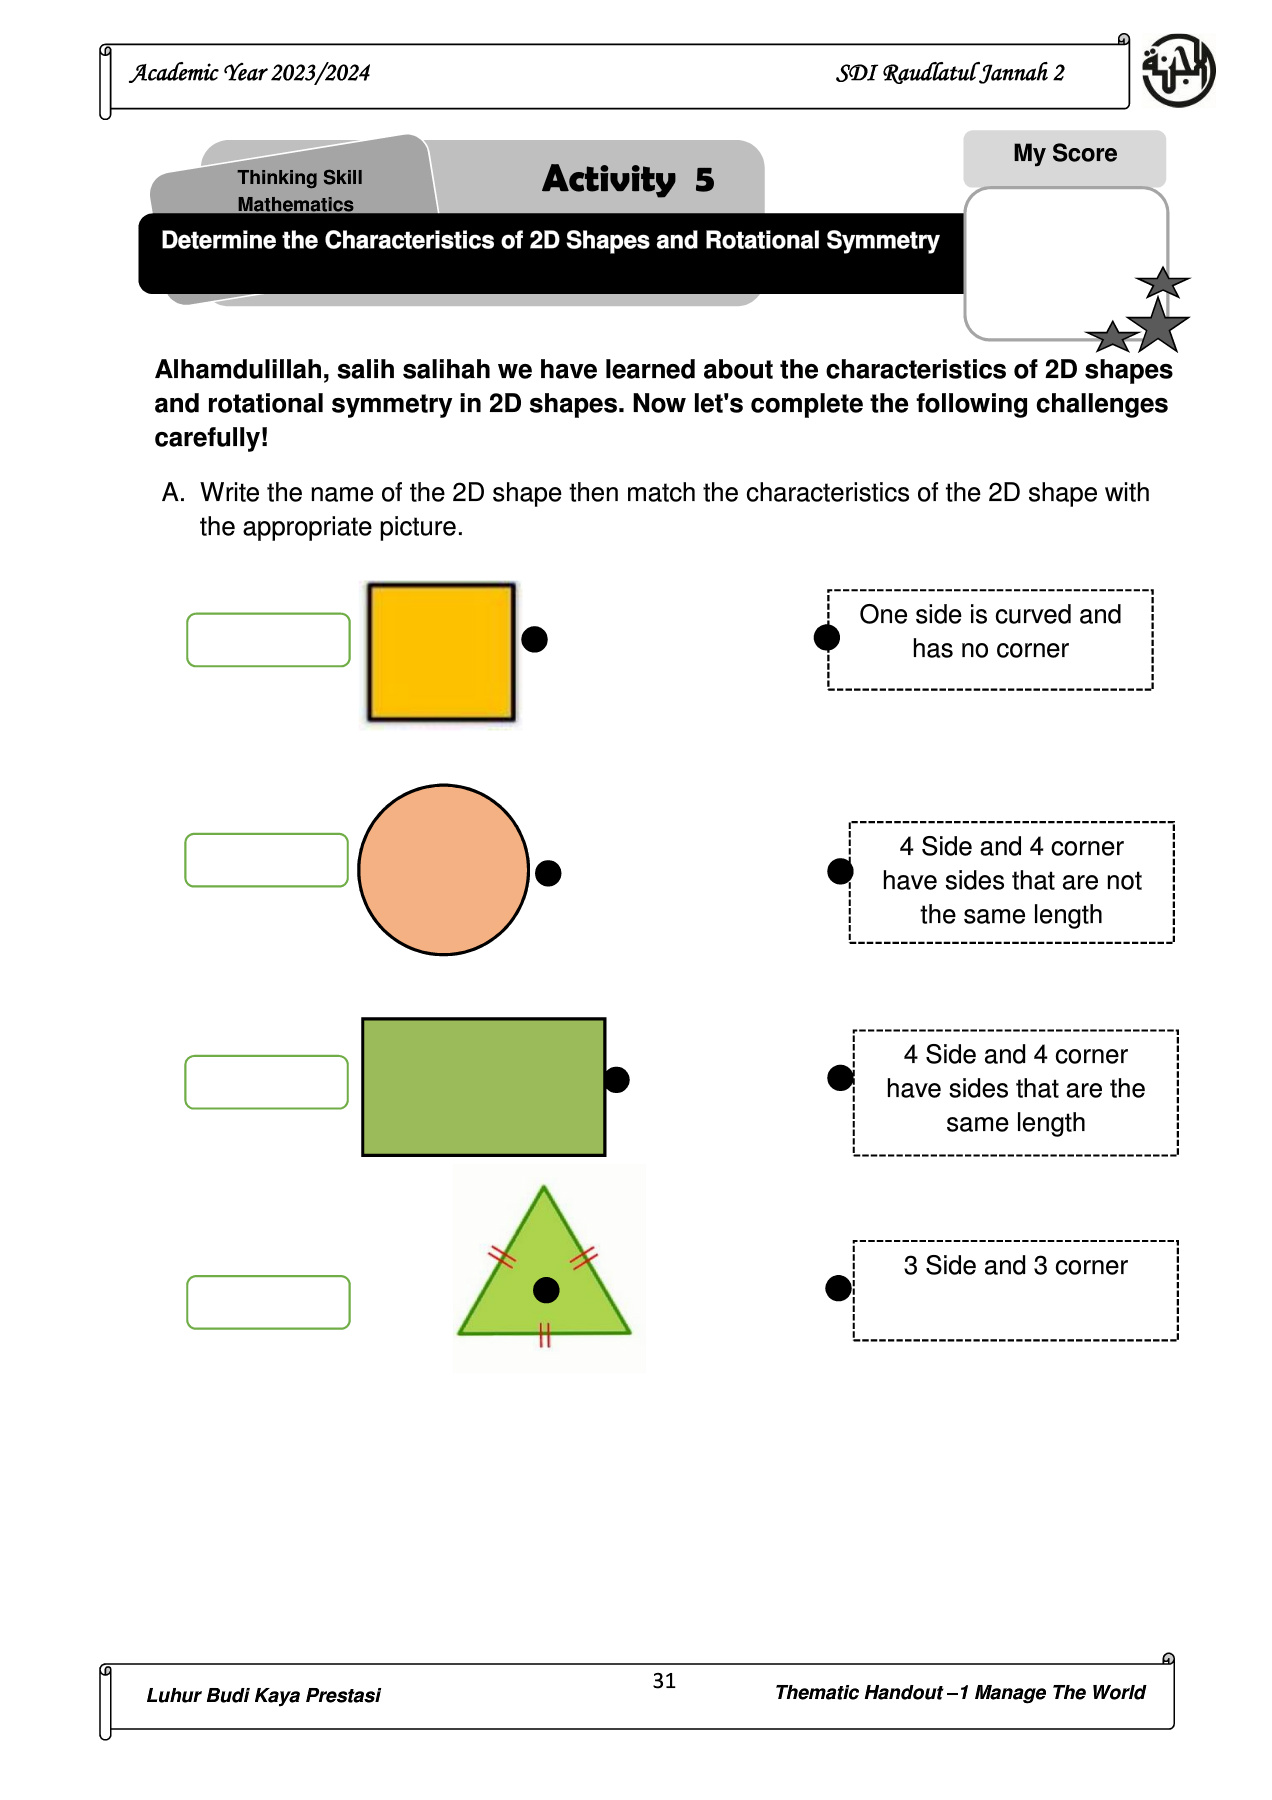 Academic Year 2023/2024
SDI Raudlatul Jannah 2
Thinking Skill
Mathematics
Activity 5
My Score
Determine the Characteristics of 2D Shapes and Rotational Symmetry
Alhamdulillah, salih salihah we have learned about the characteristics of 2D shapes
and rotational symmetry in 2D shapes. Now let's complete the following challenges
carefully!
A. Write the name of the 2D shape then match the characteristics of the 2D shape with
the appropriate picture.
One side is curved and
has no corner
4 Side and 4 corner
have sides that are not
the same length
4 Side and 4 corner
have sides that are the
same length
3 Side and 3 corner
31
Luhur Budi Kaya Prestasi
Thematic Handout –1 Manage The World